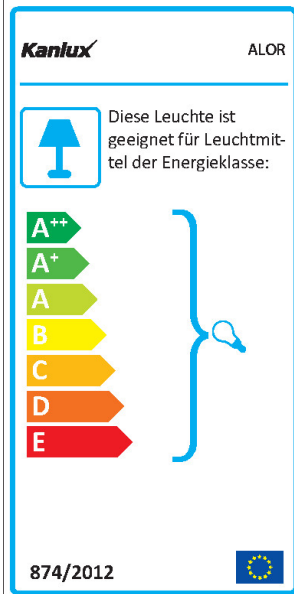 Kanlux ALOR
Diese Leuchte ist
geeignet für Leuchtmit-
tel der Energieklasse:
A++
A+
A
B
C
D
E
874/2012